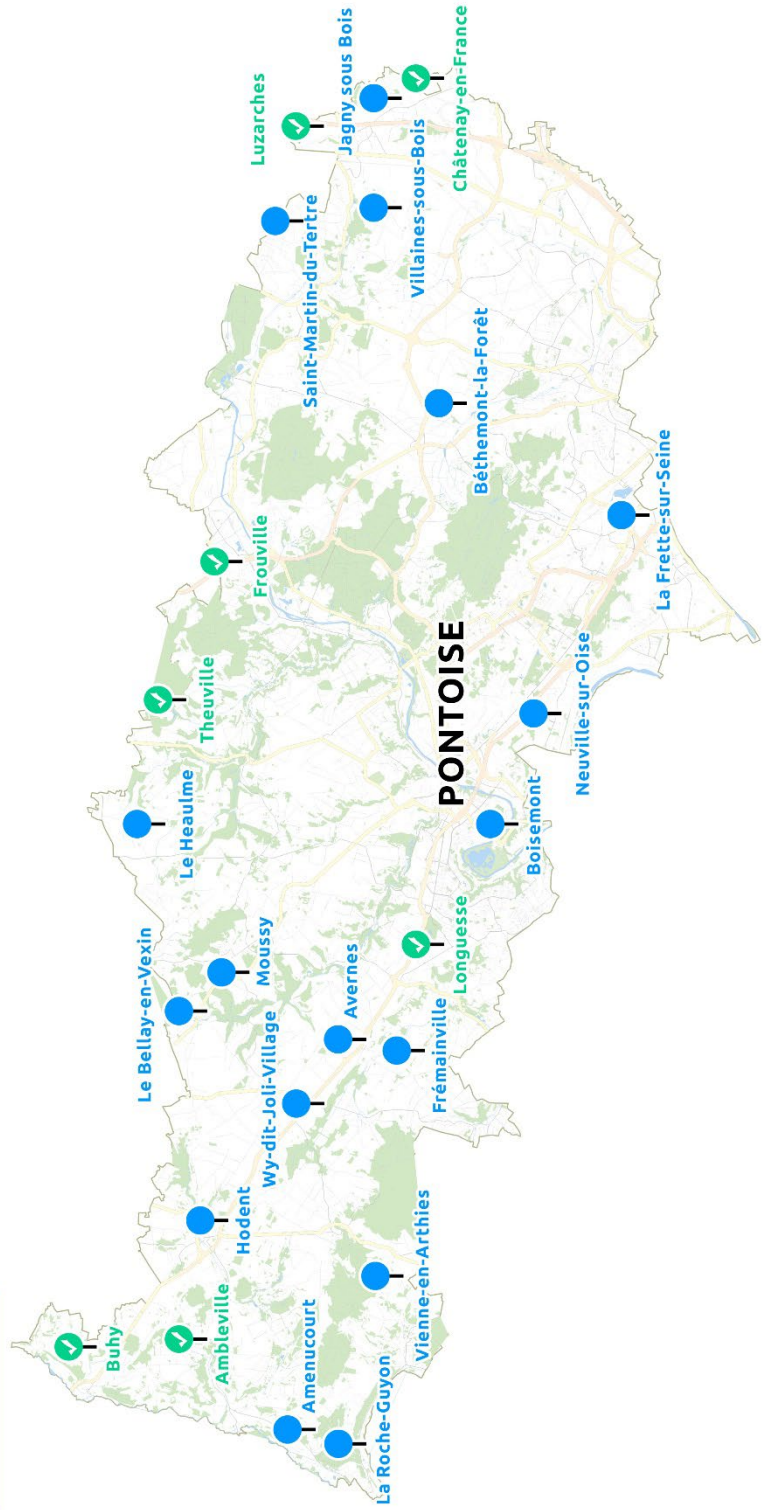 Buhy
Ambleville
Amenucourt
La Roche-Guyon
Vienne-en-Arthies
Hodent
Wy-dit-Joli-Village
Le Bellay-en-Vexin
Moussy
Avernes
Frémainville
Longuesse
Le Heaulme
Theuville
Frouville
PONTOISE
Boisemont
Neuville-sur-Oise
La Frette-sur-Seine
Béthemont-la-Forêt
Saint-Martin-du-Tertre
Villaines-sous-Bois
Luzarches
Jagny sous Bois
Châtenay-en-France